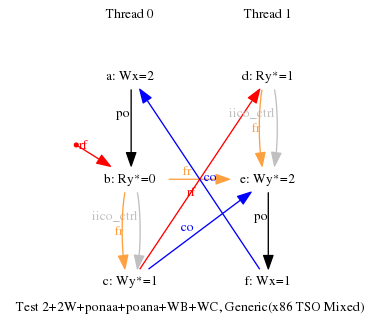 Thread 0 Thread 1
a: Wx=2 d: Ry*=1
po iico_ctrl fr
rf fr co
b: Ry*=0 rf e: Wy*=2
iico_ctrl fr co po
c: Wy*=1 f: Wx=1
Test 2+2W+ponaa+poana+WB+WC, Generic(x86 TSO Mixed)